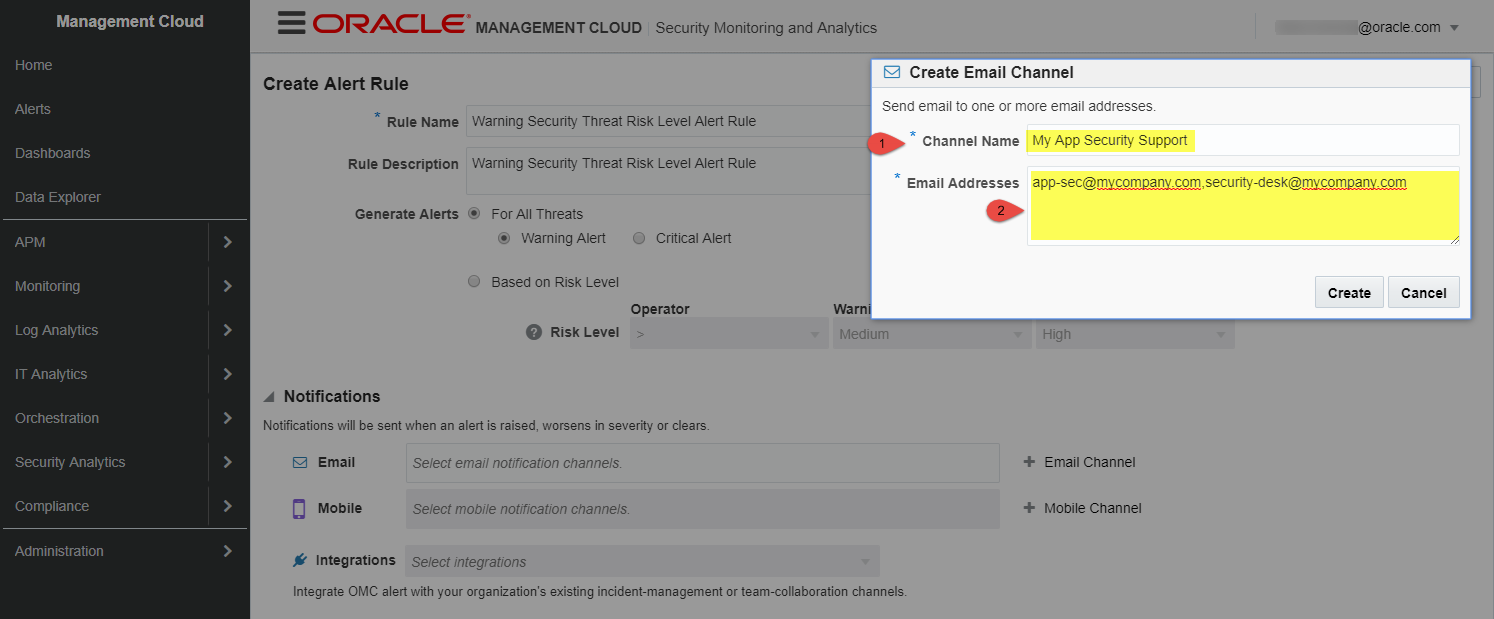 Management Cloud
Home
Alerts
Dashboards
Data Explorer
APM
Monitoring
Log Analytics
IT Analytics
Orchestration
Security Analytics
Compliance
Administration
ORACLE® MANAGEMENT CLOUD Security Monitoring and Analytics
@oracle.com
Create Alert Rule
* Rule Name Warning Security Threat Risk Level Alert Rule
Rule Description Warning Security Threat Risk Level Alert Rule
Generate Alerts For All Threats
Warning Alert Critical Alert
Based on Risk Level
Operator Warni
? Risk Level > Medium High
Notifications
Notifications will be sent when an alert is raised, worsens in severity or clears.
Email Select email notification channels. + Email Channel
Mobile Select mobile notification channels. + Mobile Channel
Integrations Select integrations
Integrate OMC alert with your organization's existing incident-management or team-collaboration channels.
Create Email Channel
Send email to one or more email addresses.
1 * Channel Name My App Security Support
* Email Addresses app-sec@mycompany.com,security-desk@mycompany.com
2
Create Cancel